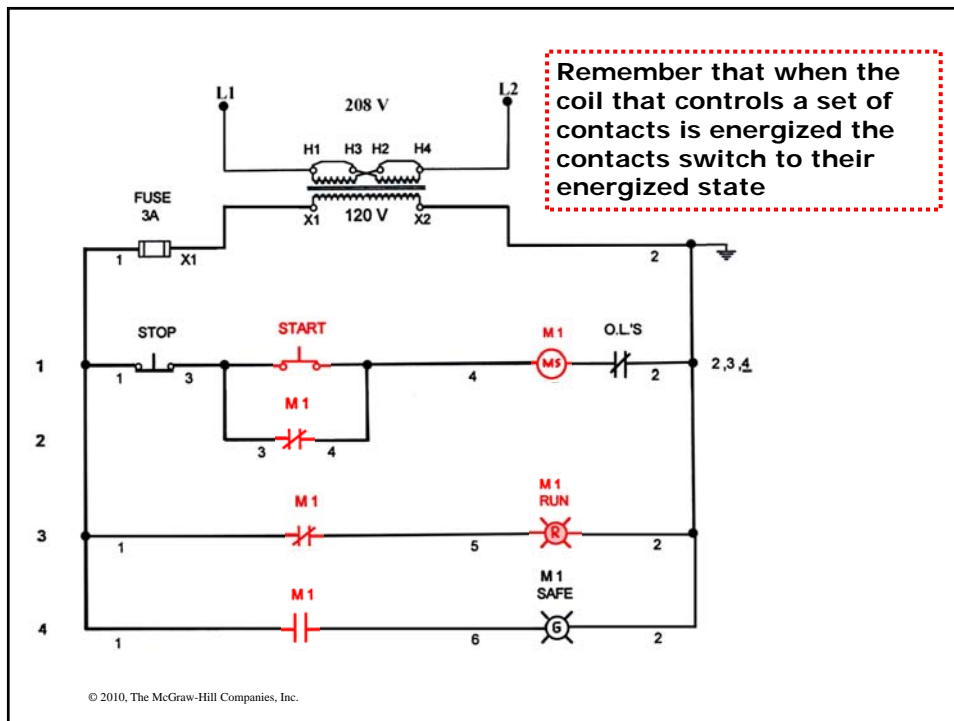 Remember that when the
coil that controls a set of
contacts is energized the
contacts switch to their
energized state
L1
208 V
L2
H1 H3 H2 H4
FUSE
3A
X1 120 V X2
1 X1 2
STOP START M 1 O.L.'S
MS
1 1 3 4 2 2 ,3 ,4
M 1
2 3 4
M 1
RUN
M 1
R
3 1 5 2
M 1
SAFE
M 1
G
4 1 6 2
© 2010, The McGraw-Hill Companies, Inc.